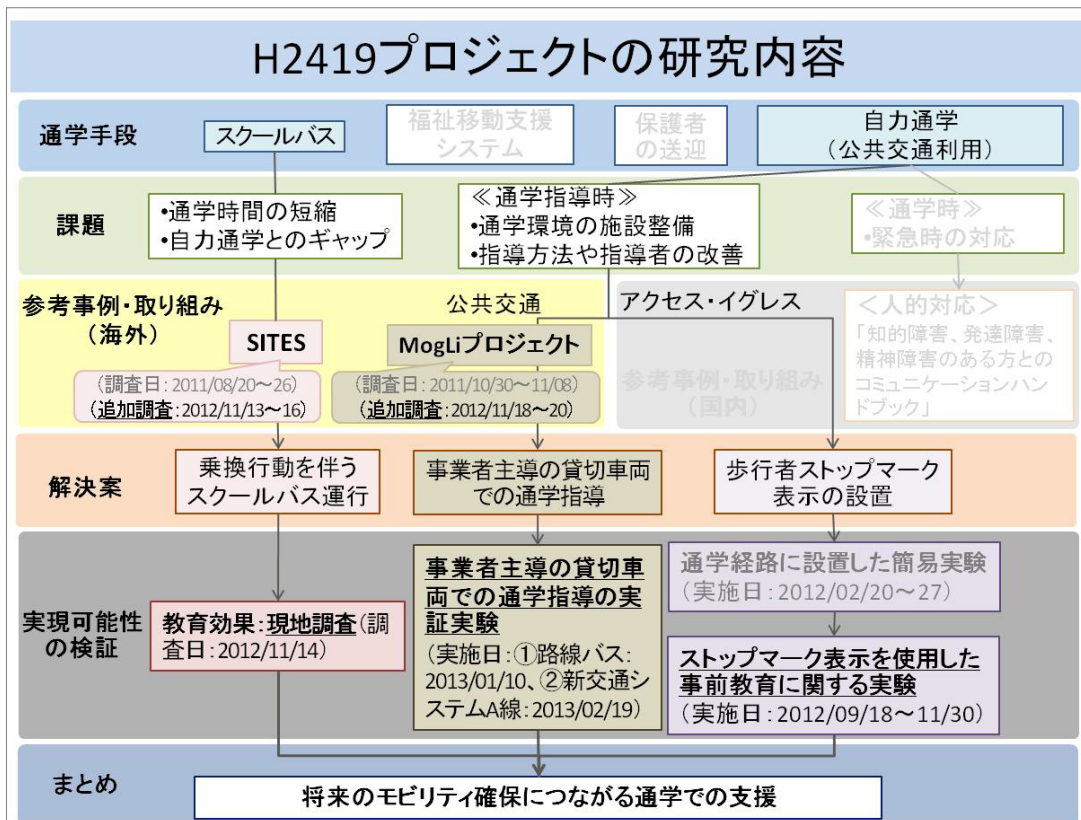 H2419プロジェクトの研究内容
通学手段
スクールバス
福祉移動支援
システム
保護者
の送迎
自力通学
（公共交通利用）
課題
•通学時間の短縮
•自力通学とのギャップ
≪通学指導時≫
•通学環境の施設整備
•指導方法や指導者の改善
≪通学時≫
•緊急時の対応
参考事例・取り組み
（海外）
SITES
（調査日：2011/08/20～26）
（追加調査：2012/11/13～16）
公共交通
MogLiプロジェクト
（調査日：2011/10/30～11/08）
（追加調査：2012/11/18～20）
アクセス・イグレス
参考事例・取り組み
（国内）
＜人的対応＞
「知的障害、発達障害、
精神障害のある方との
コミュニケーションハン
ドブック」
解決案
乗換行動を伴う
スクールバス運行
事業者主導の貸切車両
での通学指導
歩行者ストップマーク
表示の設置
実現可能性
の検証
教育効果：現地調査（調
査日：2012/11/14）
事業者主導の貸切車
両での通学指導の実
証実験
（実施日：①路線バス：
2013/01/10、②新交通シ
ステムA線：2013/02/19）
通学経路に設置した簡易実験
（実施日：2012/02/20～27）
ストップマーク表示を使用した
事前教育に関する実験
（実施日：2012/09/18～11/30）
まとめ
将来のモビリティ確保につながる通学での支援